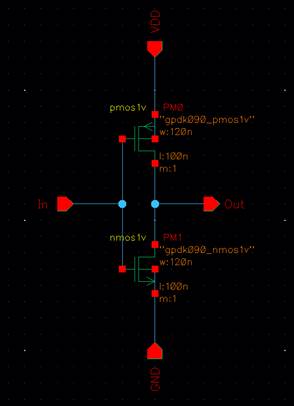 VDD
pmos1v PM0
"gpdk090_pmos1v"
w:120n
l:100n
m:1
In Out
nmos1v PM1
"gpdk090_nmos1v"
w:120n
l:100n
m:1
GND